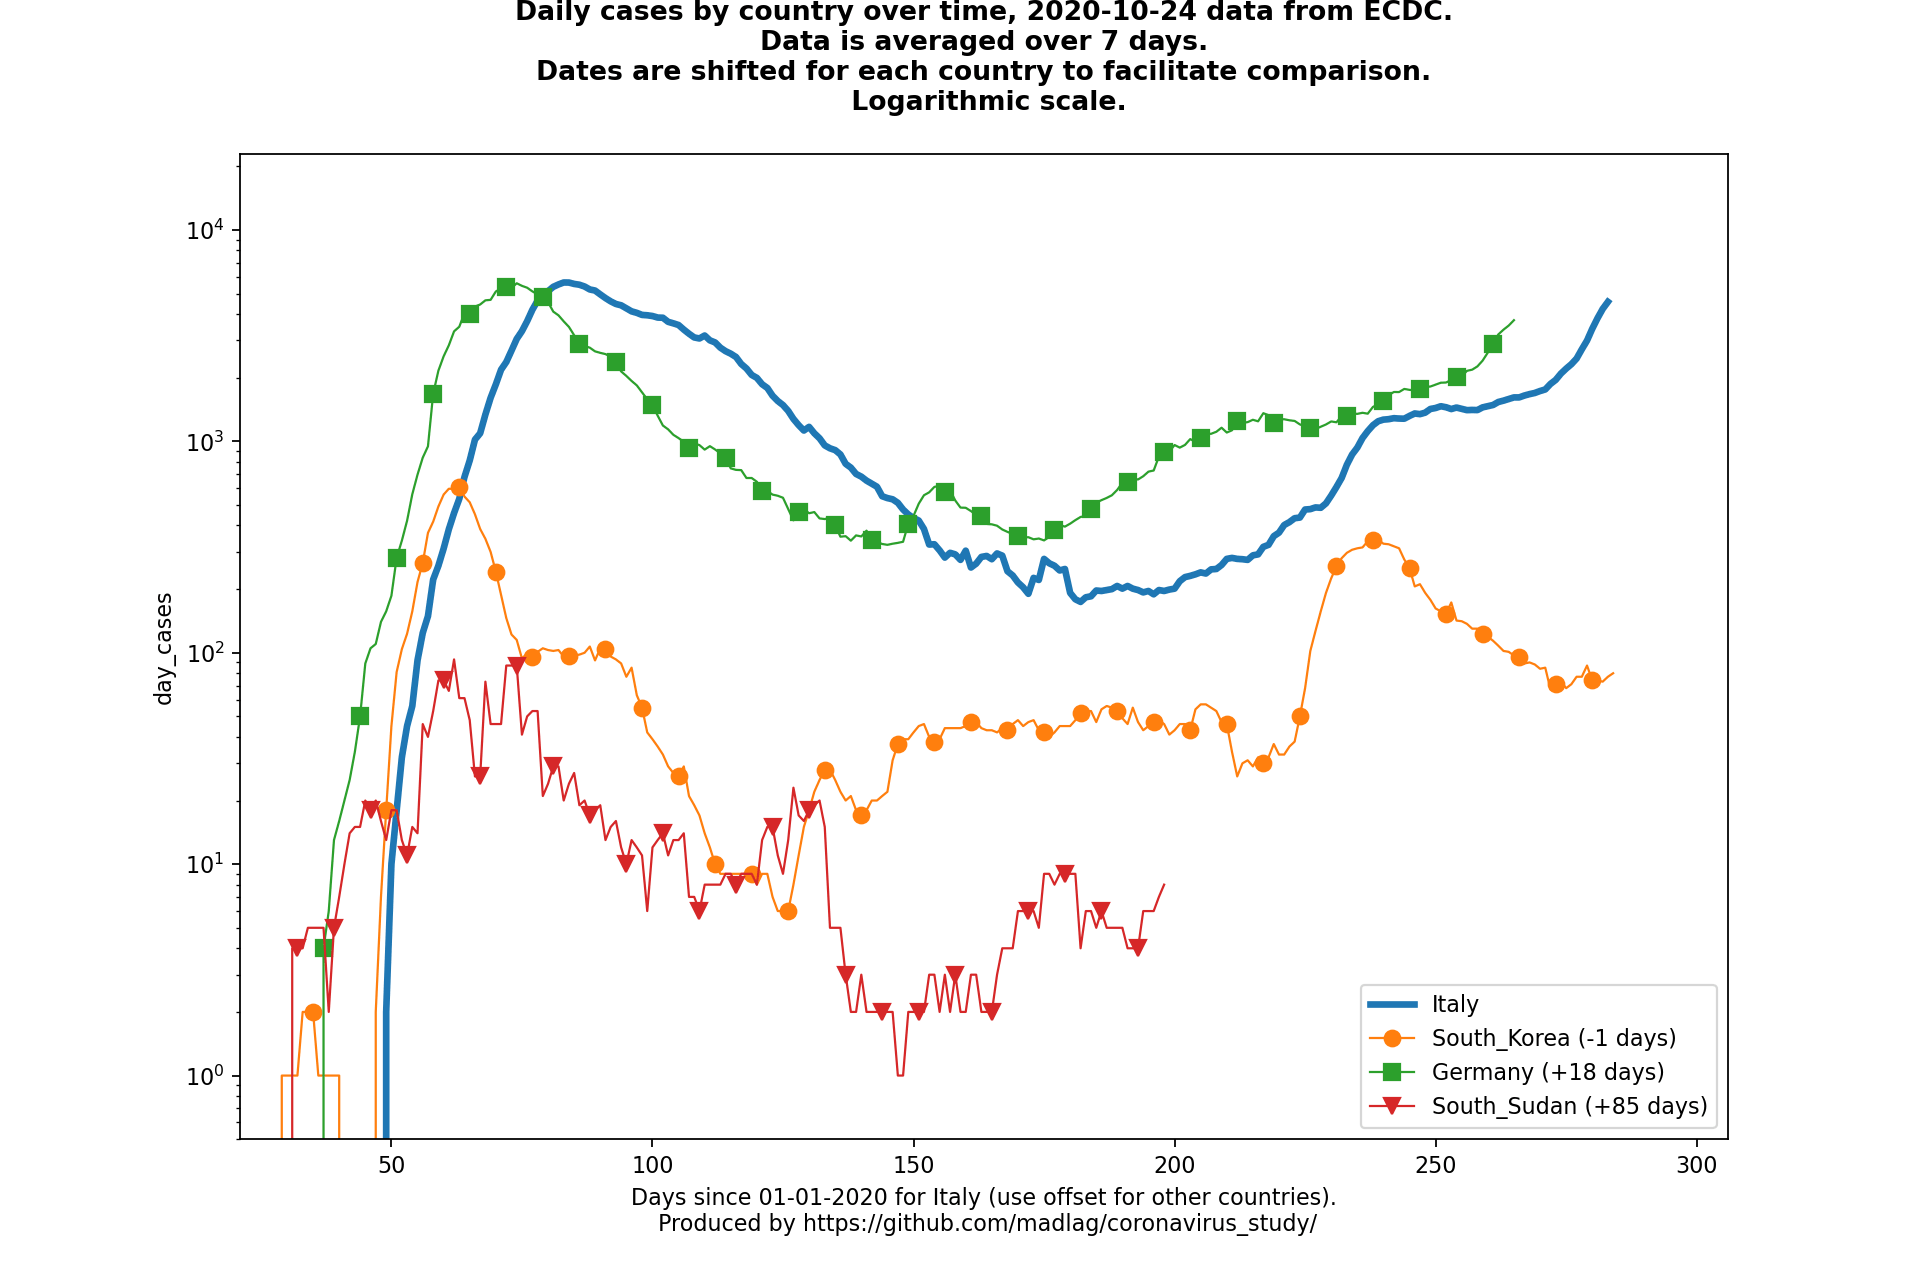 Daily cases by country over time, 2020-10-24 data from ECDC.
Data is averaged over 7 days.
Dates are shifted for each country to facilitate comparison.
Logarithmic scale.
10⁴
10³
10²
10¹
10⁰
day_cases
50 100 150 200 250 300
Italy
South_Korea (-1 days)
Germany (+18 days)
South_Sudan (+85 days)
Days since 01-01-2020 for Italy (use offset for other countries).
Produced by https://github.com/madlag/coronavirus_study/